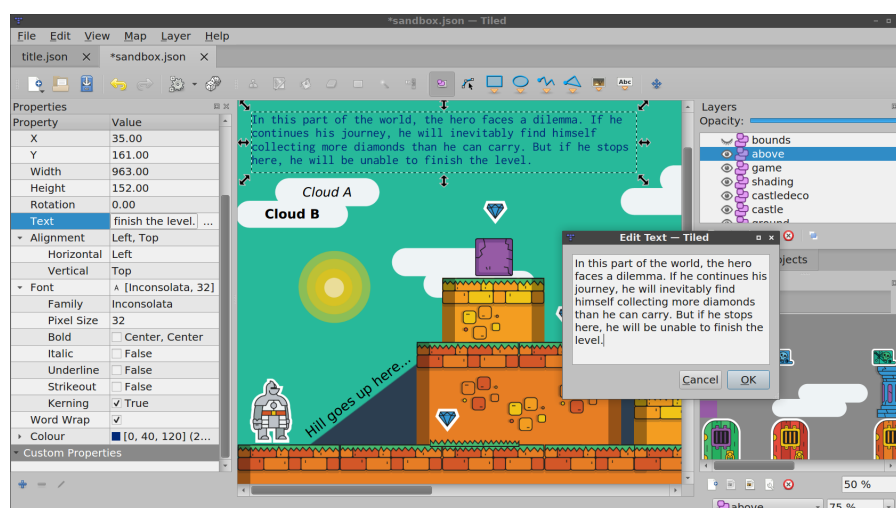 *sandbox.json — Tiled
File Edit View Map Layer Help
title.json
*sandbox.json
Abc
Properties
Property Value
X 35.00
Y 161.00
Width 963.00
Height 152.00
Rotation 0.00
Text finish the level. ...
Alignment Left, Top
Horizontal Left
Vertical Top
Font A [Inconsolata, 32]
Family Inconsolata
Pixel Size 32
Bold Center, Center
Italic False
Underline False
Strikeout False
Kerning True
Word Wrap
Colour [0, 40, 120] (2...
Custom Properties
In this part of the world, the hero faces a dilemma. If he
continues his journey, he will inevitably find himself
collecting more diamonds than he can carry. But if he stops
here, he will be unable to finish the level.
Cloud A
Cloud B
Hill goes up here...
Layers
Opacity:
bounds
above
game
shading
castledeco
castle
ground
Edit Text — Tiled
In this part of the world, the hero
faces a dilemma. If he continues his
journey, he will inevitably find
himself collecting more diamonds
than he can carry. But if he stops
here, he will be unable to finish the
level.
Cancel OK
50 %
above 75 %